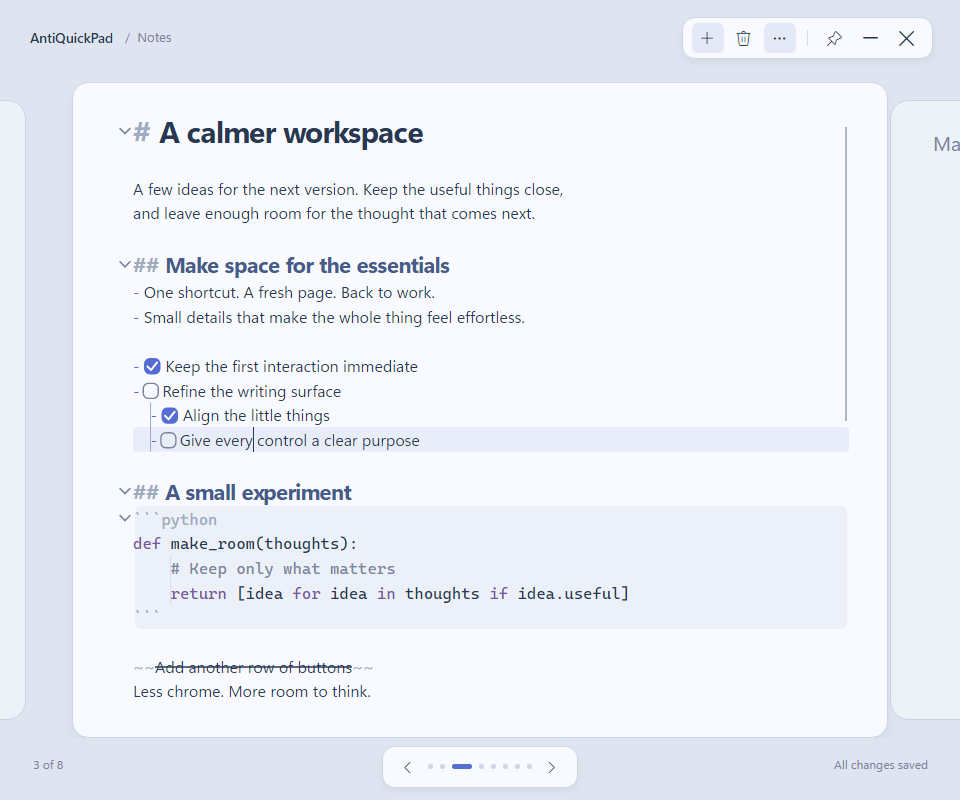 AntiQuickPad / Notes
# A calmer workspace
Ma
A few ideas for the next version. Keep the useful things close,
and leave enough room for the thought that comes next.
## Make space for the essentials
- One shortcut. A fresh page. Back to work.
- Small details that make the whole thing feel effortless.
- Keep the first interaction immediate
- Refine the writing surface
- Align the little things
- Give every control a clear purpose
## A small experiment
```python
def make_room(thoughts):
# Keep only what matters
return [idea for idea in thoughts if idea.useful]
```
~~Add another row of buttons~~
Less chrome. More room to think.
3 of 8
All changes saved